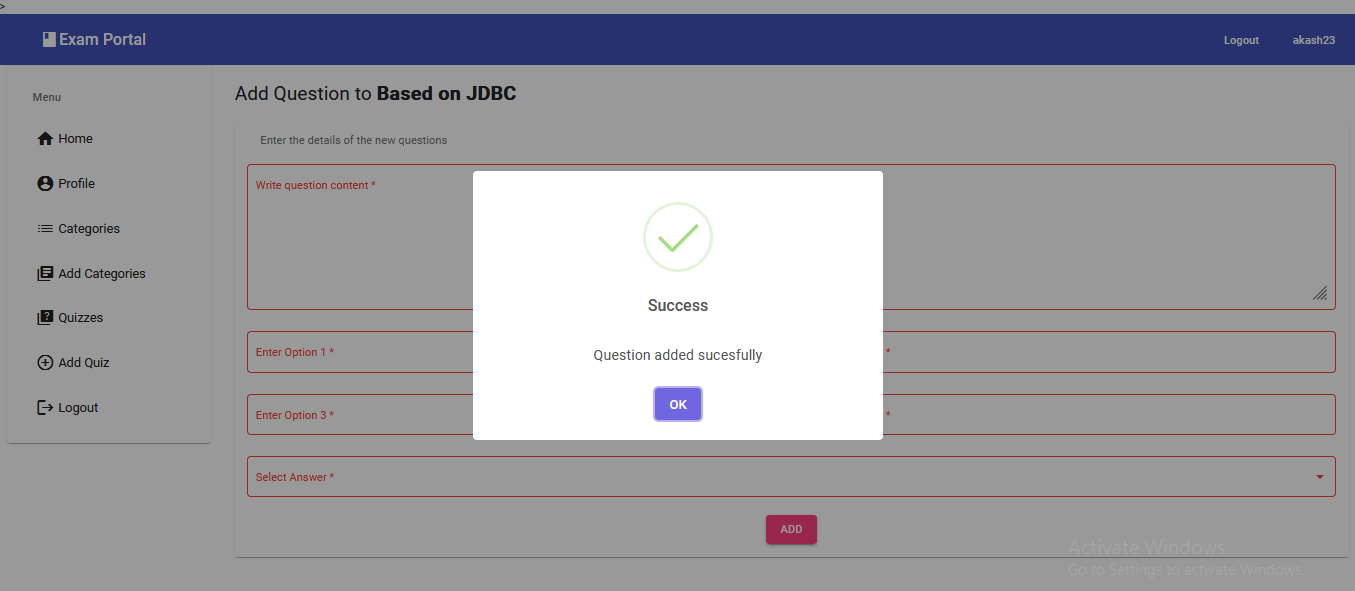 >
Exam Portal
Logout
akash23
Menu
Home
Profile
Categories
Add Categories
Quizzes
Add Quiz
Logout
Add Question to Based on JDBC
Enter the details of the new questions
Write question content *
Enter Option 1 *
*
Enter Option 3 *
*
Select Answer *
ADD
Success
Question added sucesfully
OK
Activate Windows
Go to Settings to activate Windows.